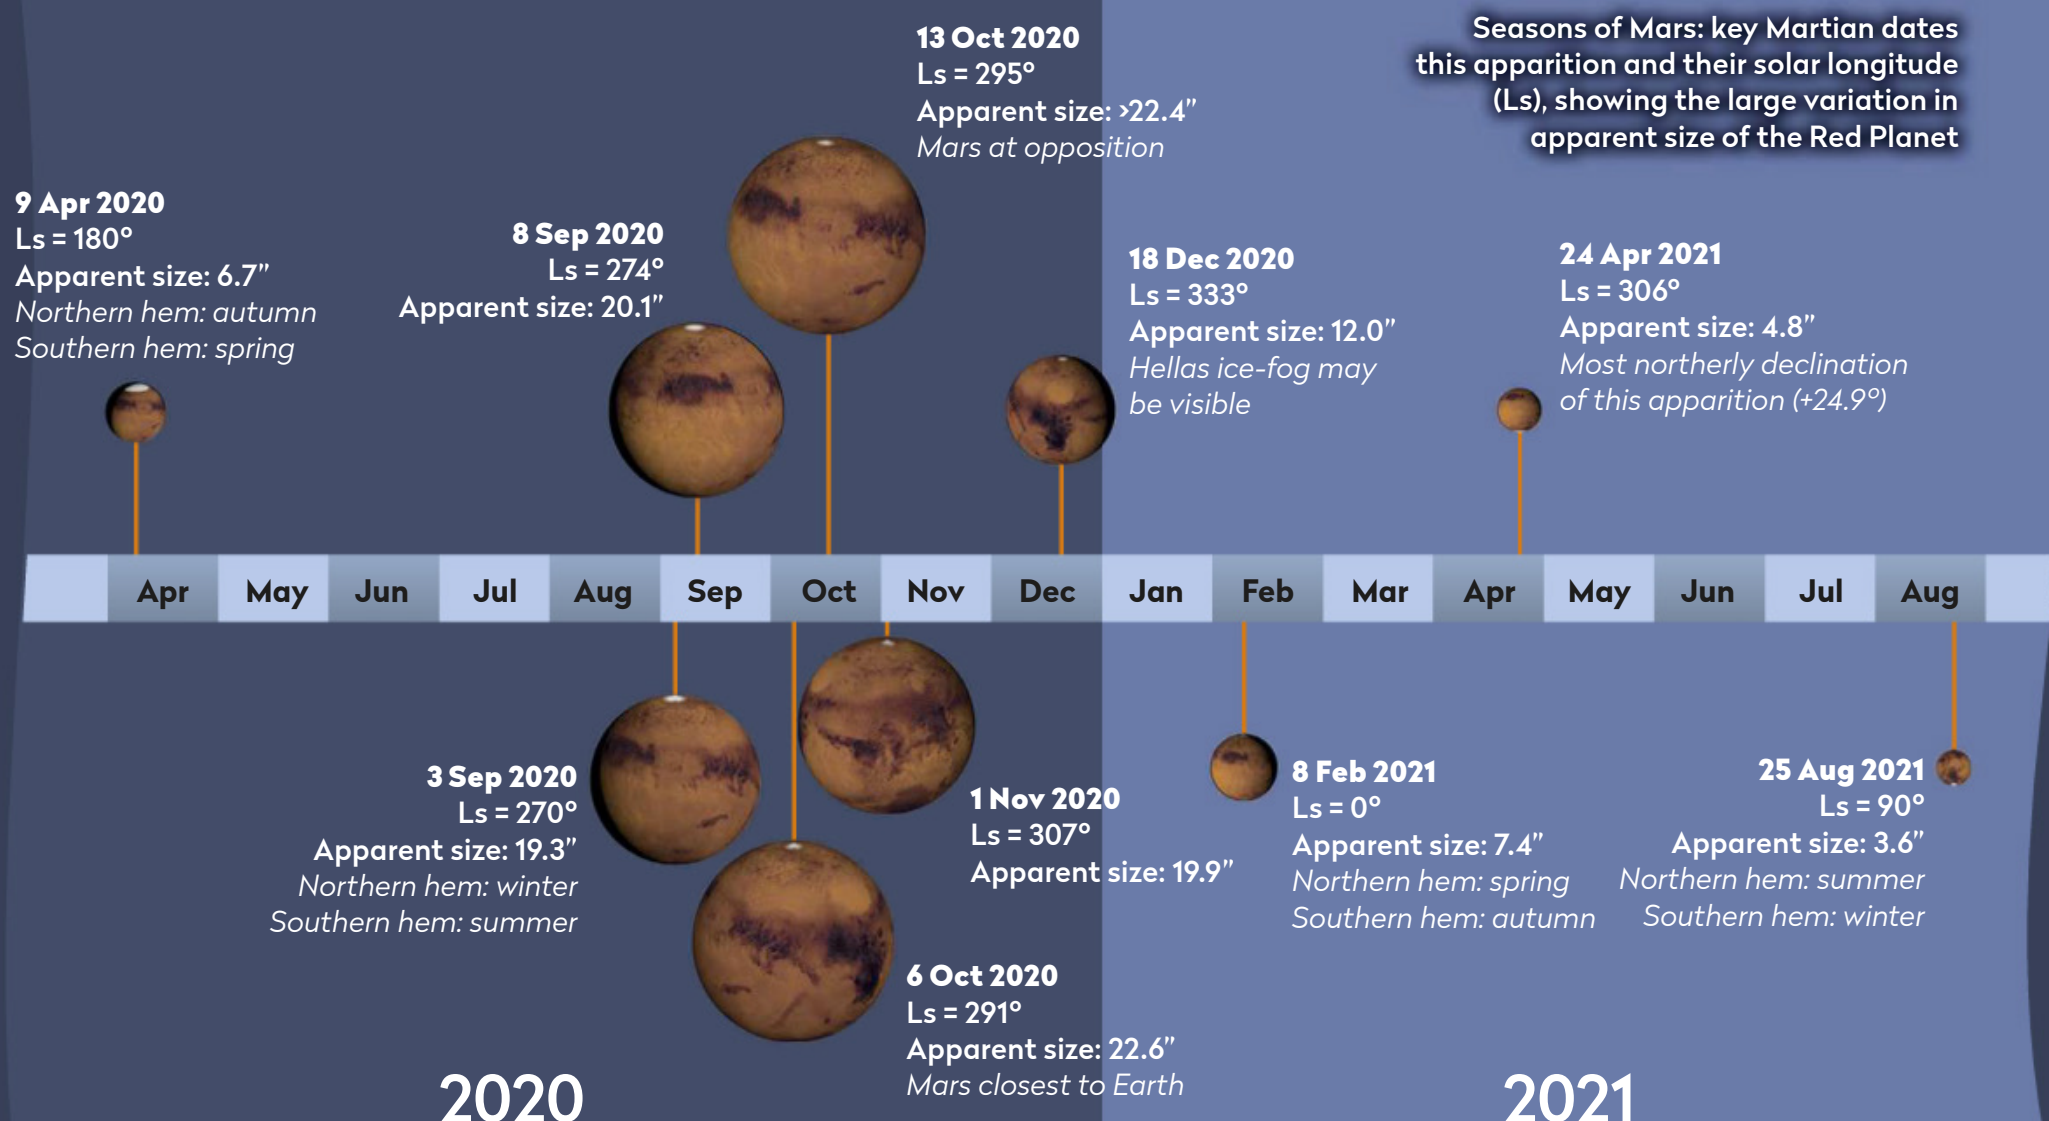 Seasons of Mars: key Martian dates
this apparition and their solar longitude
(Ls), showing the large variation in
apparent size of the Red Planet
9 Apr 2020
Ls = 180°
Apparent size: 6.7”
Northern hem: autumn
Southern hem: spring
8 Sep 2020
Ls = 274°
Apparent size: 20.1”
13 Oct 2020
Ls = 295°
Apparent size: >22.4”
Mars at opposition
18 Dec 2020
Ls = 333°
Apparent size: 12.0”
Hellas ice-fog may
be visible
24 Apr 2021
Ls = 306°
Apparent size: 4.8”
Most northerly declination
of this apparition (+24.9°)
Apr May Jun Jul Aug Sep Oct Nov Dec Jan Feb Mar Apr May Jun Jul Aug
3 Sep 2020
Ls = 270°
Apparent size: 19.3”
Northern hem: winter
Southern hem: summer
6 Oct 2020
Ls = 291°
Apparent size: 22.6”
Mars closest to Earth
1 Nov 2020
Ls = 307°
Apparent size: 19.9”
8 Feb 2021
Ls = 0°
Apparent size: 7.4”
Northern hem: spring
Southern hem: autumn
25 Aug 2021
Ls = 90°
Apparent size: 3.6”
Northern hem: summer
Southern hem: winter
2020
2021